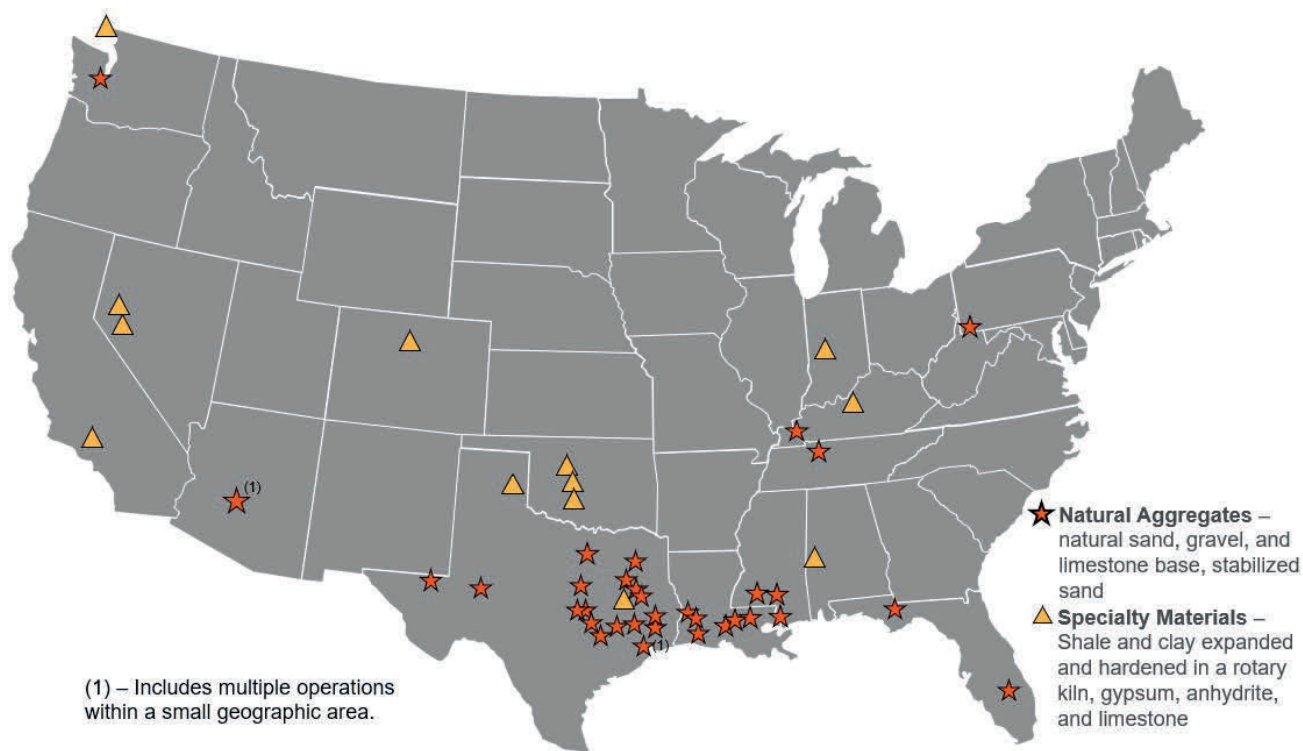 (1)
(1)
Natural Aggregates –
natural sand, gravel, and
limestone base, stabilized
sand
Specialty Materials –
Shale and clay expanded
and hardened in a rotary
kiln, gypsum, anhydrite,
and limestone
(1) – Includes multiple operations
within a small geographic area.